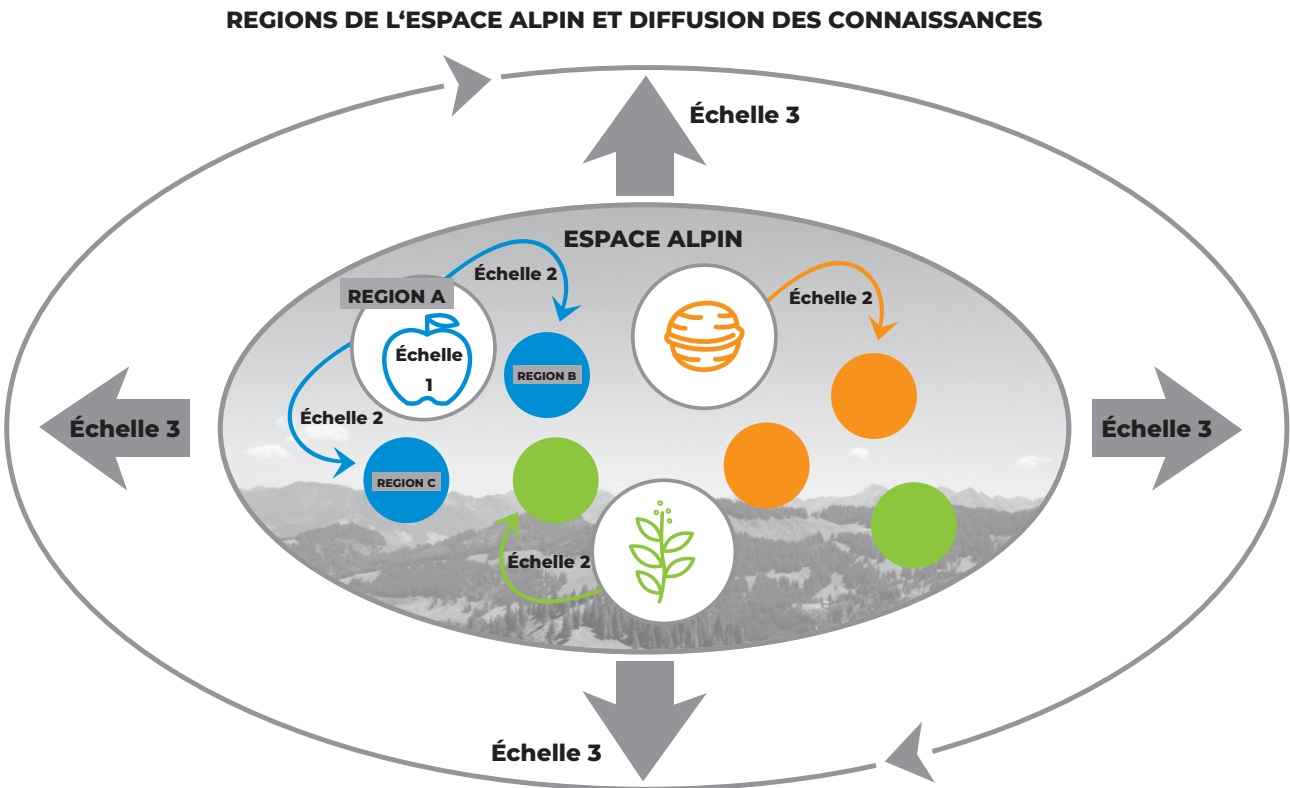 REGIONS DE L‘ESPACE ALPIN ET DIFFUSION DES CONNAISSANCES
Échelle 3
ESPACE ALPIN
Échelle 2
REGION A
Échelle 2
Échelle
1
REGION B
Échelle 2
Échelle 3
Échelle 3
REGION C
Échelle 2
Échelle 3